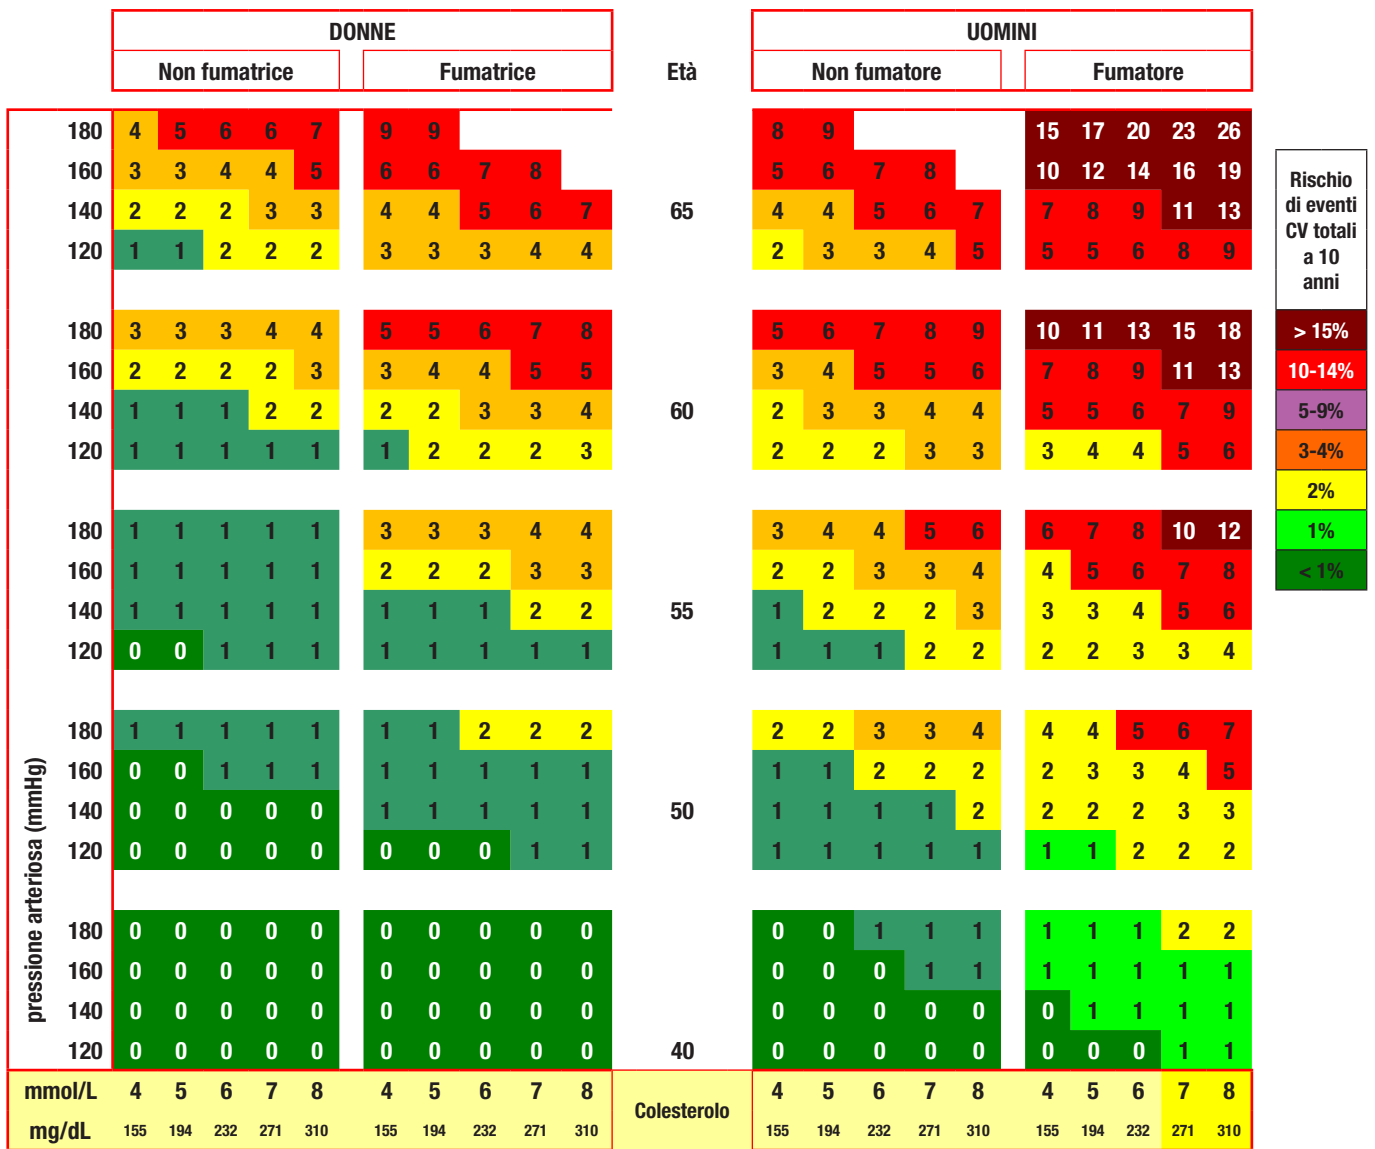 DONNE UOMINI
Non fumatrice Fumatrice Età Non fumatore Fumatore
180 4 5 6 6 7 9 9 8 9 15 17 20 23 26
160 3 3 4 4 5 6 6 7 8 5 6 7 8 10 12 14 16 19
140 2 2 2 3 3 4 4 5 6 7 65 4 4 5 6 7 7 8 9 11 13
120 1 1 2 2 2 3 3 3 4 4 2 3 3 4 5 5 5 6 8 9
180 3 3 3 4 4 5 5 6 7 8 5 6 7 8 9 10 11 13 15 18
160 2 2 2 2 3 3 4 4 5 5 3 4 5 5 6 7 8 9 11 13
140 1 1 1 2 2 2 2 3 3 4 60 2 3 3 4 4 5 5 6 7 9
120 1 1 1 1 1 1 2 2 2 3 2 2 2 3 3 3 4 4 5 6
180 1 1 1 1 1 3 3 3 4 4 3 4 4 5 6 6 7 8 10 12
160 1 1 1 1 1 2 2 2 3 3 2 2 3 3 4 4 5 6 7 8
140 1 1 1 1 1 1 1 1 2 2 55 1 2 2 2 3 3 3 4 5 6
120 0 0 1 1 1 1 1 1 1 1 1 1 1 2 2 2 2 3 3 4
180 1 1 1 1 1 1 1 2 2 2 2 2 3 3 4 4 4 5 6 7
160 0 0 1 1 1 1 1 1 1 1 1 1 2 2 2 2 3 3 4 5
140 0 0 0 0 0 1 1 1 1 1 50 1 1 1 1 2 2 2 2 3 3
120 0 0 0 0 0 0 0 0 1 1 1 1 1 1 1 1 1 2 2 2
180 0 0 0 0 0 0 0 0 0 0 0 0 1 1 1 1 1 1 2 2
160 0 0 0 0 0 0 0 0 0 0 0 0 0 1 1 1 1 1 1 1
140 0 0 0 0 0 0 0 0 0 0 0 0 0 0 0 0 1 1 1 1
120 0 0 0 0 0 0 0 0 0 0 40 0 0 0 0 0 0 0 0 1 1
pressione arteriosa (mmHg)
mmol/L 4 5 6 7 8 4 5 6 7 8 Colesterolo 4 5 6 7 8 4 5 6 7 8
mg/dL 155 194 232 271 310 155 194 232 271 310 155 194 232 271 310 155 194 232 271 310
Rischio
di eventi
CV totali
a 10
anni
> 15%
10-14%
5-9%
3-4%
2%
1%
< 1%